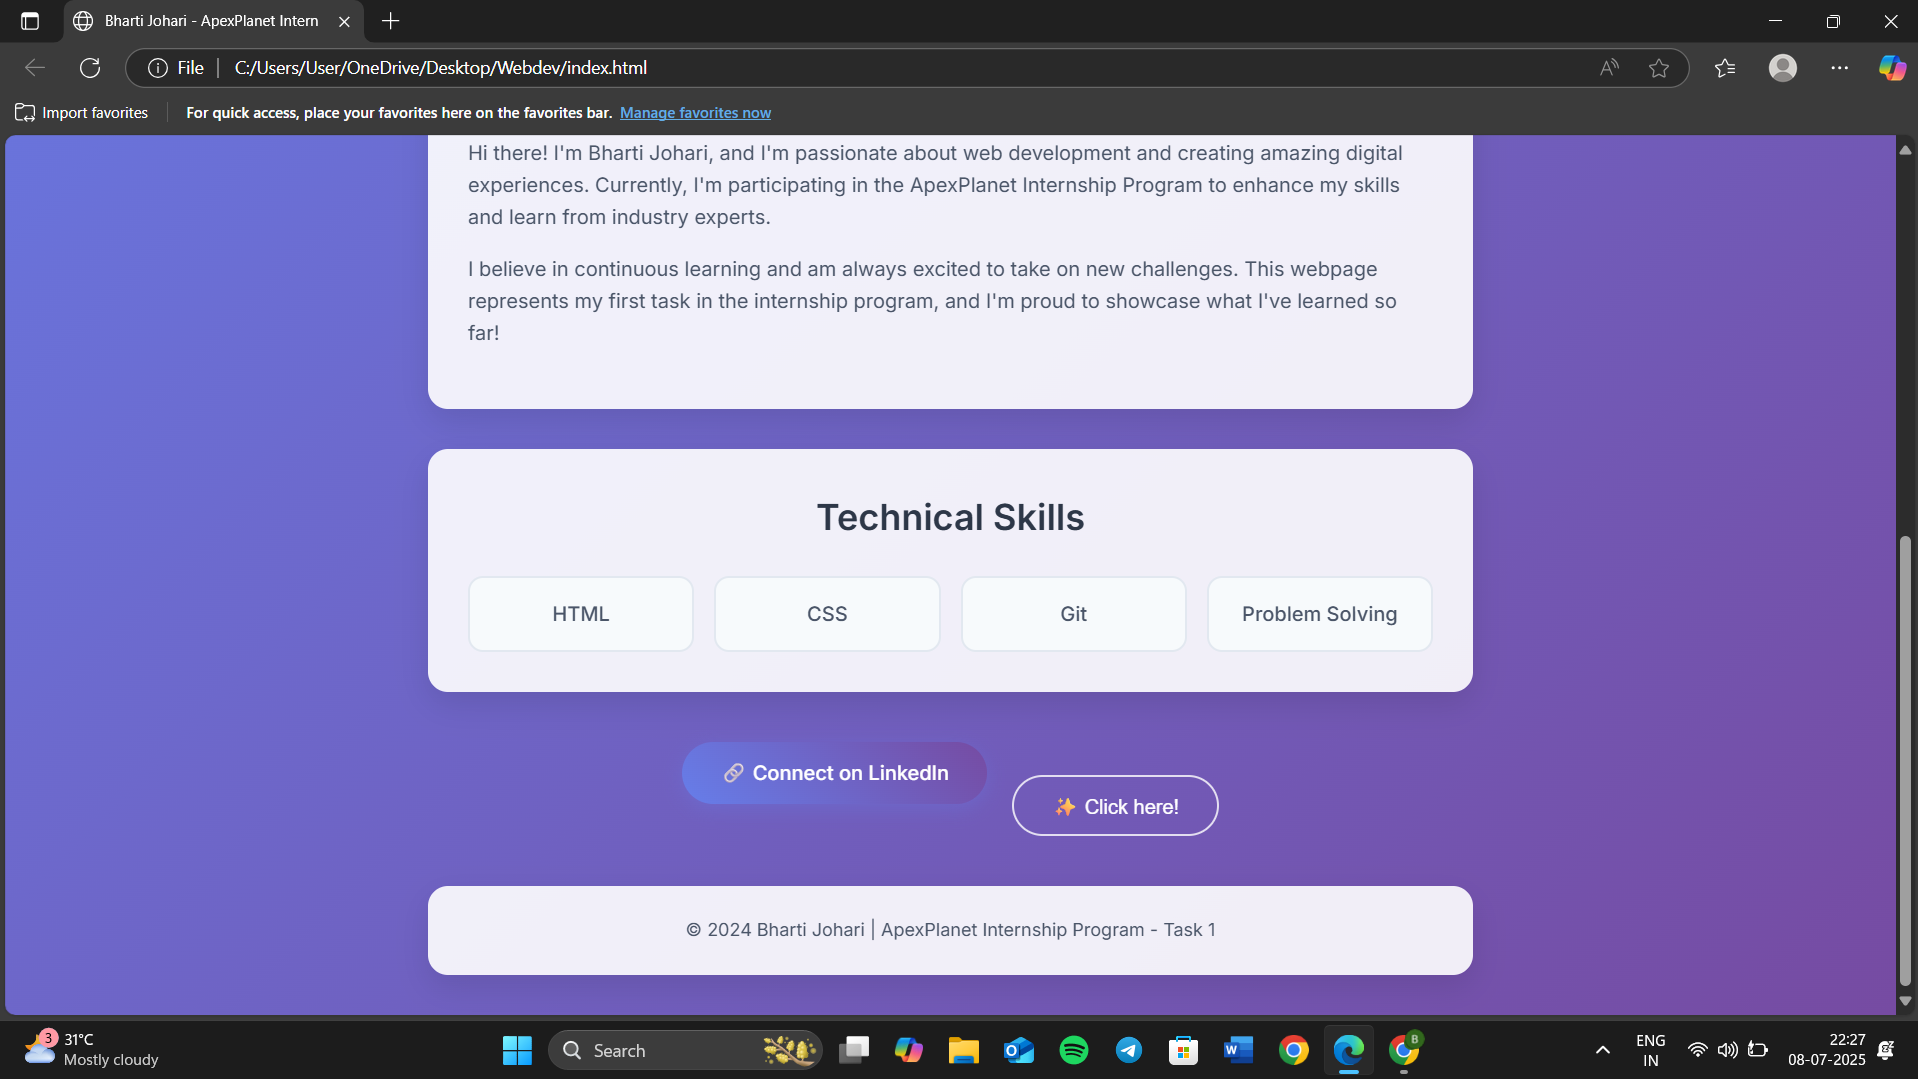 Bharti Johari - ApexPlanet Intern
File
C:/Users/User/OneDrive/Desktop/Webdev/index.html
Import favorites
For quick access, place your favorites here on the favorites bar. Manage favorites now
Hi there! I'm Bharti Johari, and I'm passionate about web development and creating amazing digital
experiences. Currently, I'm participating in the ApexPlanet Internship Program to enhance my skills
and learn from industry experts.
I believe in continuous learning and am always excited to take on new challenges. This webpage
represents my first task in the internship program, and I'm proud to showcase what I've learned so
far!
Technical Skills
HTML
CSS
Git
Problem Solving
🔗 Connect on LinkedIn
✨ Click here!
© 2024 Bharti Johari | ApexPlanet Internship Program - Task 1
3
31°C
Mostly cloudy
Search
B
ENG
IN
22:27
08-07-2025